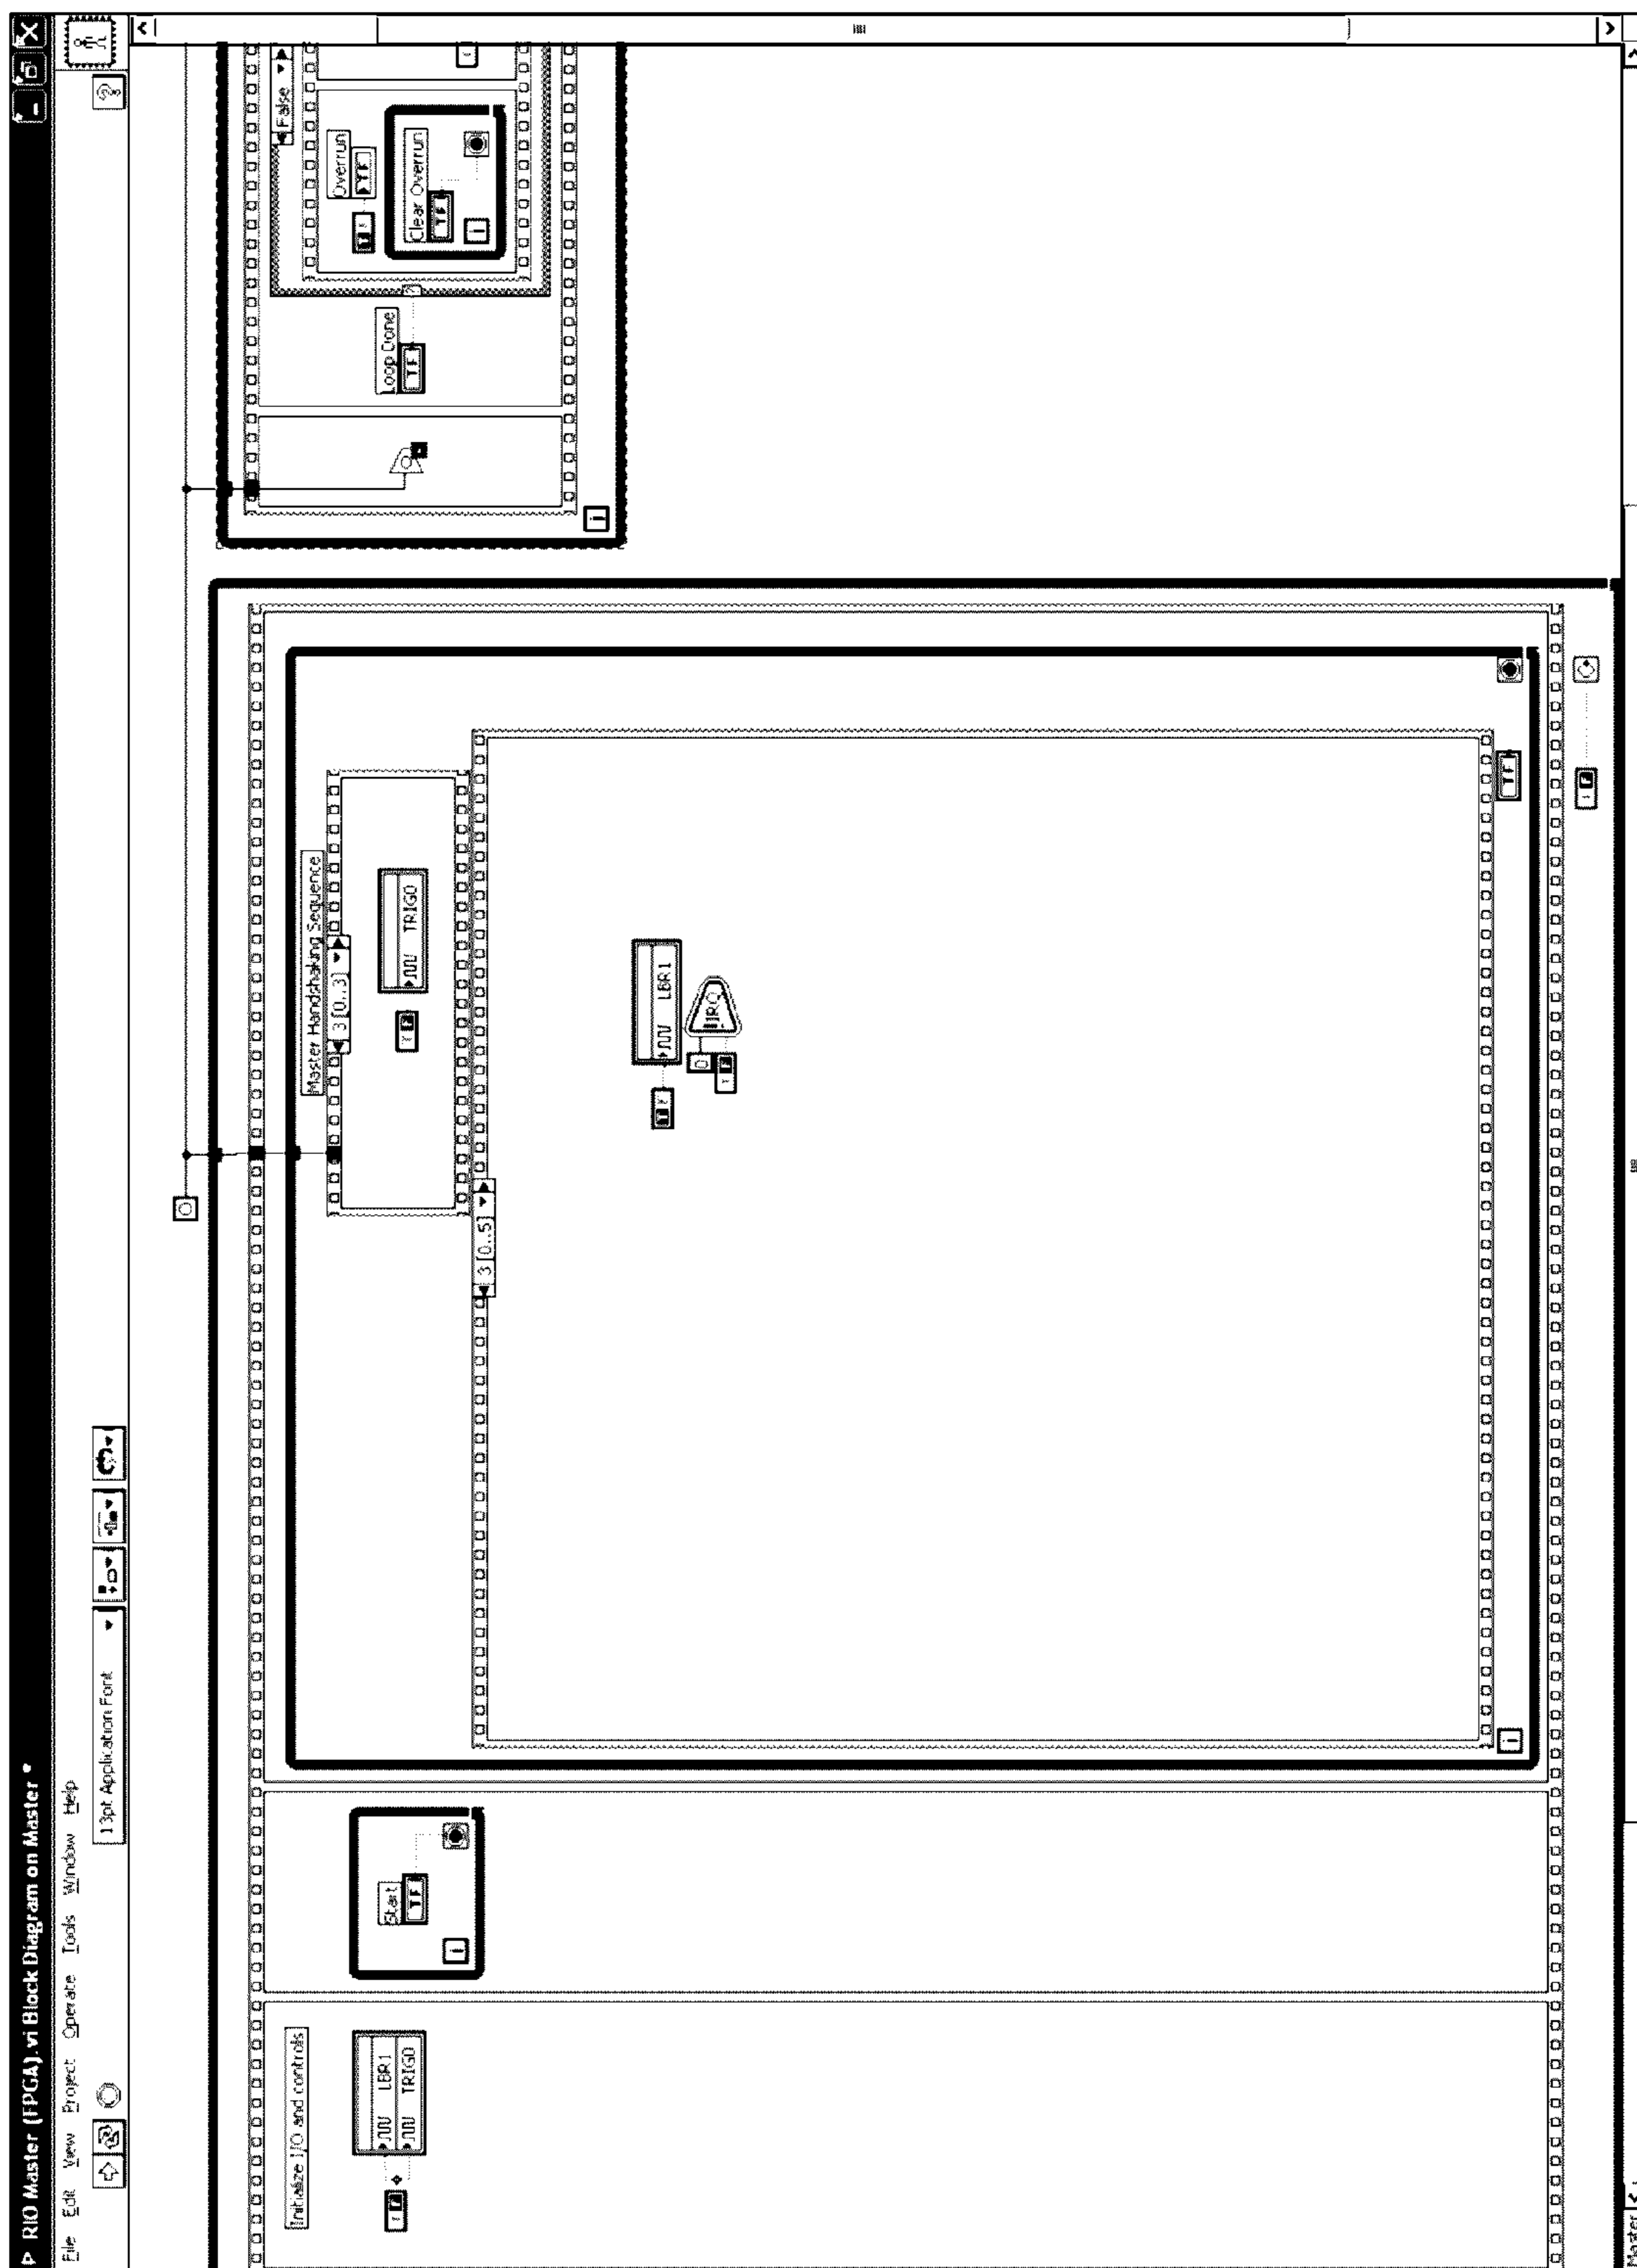 RIO Master (FPGA).vi Block Diagram on Master *
File Edit View Project Operate Tools Window Help
13pt Application Font
Initialize I/O and controls
LBR1
TRIG0
Start
Master Handshaking Sequence
3 [0..3]
TRIG0
3 [0..5]
LBR1
IRQ
0
Loop Done
False
Overrun
Clear Overrun
TF
i
Master